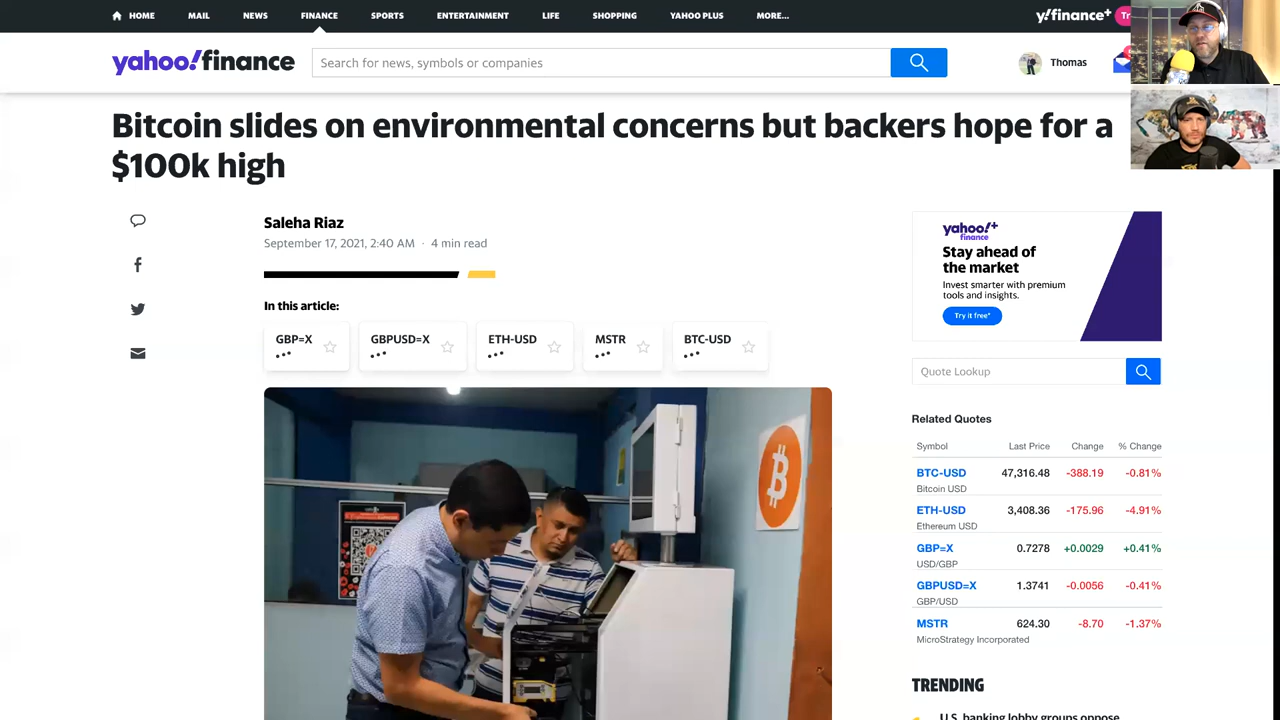 HOME MAIL NEWS FINANCE SPORTS ENTERTAINMENT LIFE SHOPPING YAHOO PLUS MORE...
y!finance+ Tr
yahoo!finance
Search for news, symbols or companies
Thomas
Bitcoin slides on environmental concerns but backers hope for a
$100k high
Saleha Riaz
September 17, 2021, 2:40 AM · 4 min read
In this article:
GBP=X
GBPUSD=X
ETH-USD
MSTR
BTC-USD
yahoo!+
finance
Stay ahead of
the market
Invest smarter with premium
tools and insights.
Try it free*
Quote Lookup
Related Quotes
Symbol Last Price Change % Change
BTC-USD 47,316.48 -388.19 -0.81%
Bitcoin USD
ETH-USD 3,408.36 -175.96 -4.91%
Ethereum USD
GBP=X 0.7278 +0.0029 +0.41%
USD/GBP
GBPUSD=X 1.3741 -0.0056 -0.41%
GBP/USD
MSTR 624.30 -8.70 -1.37%
MicroStrategy Incorporated
TRENDING
U.S. banking lobby groups oppose